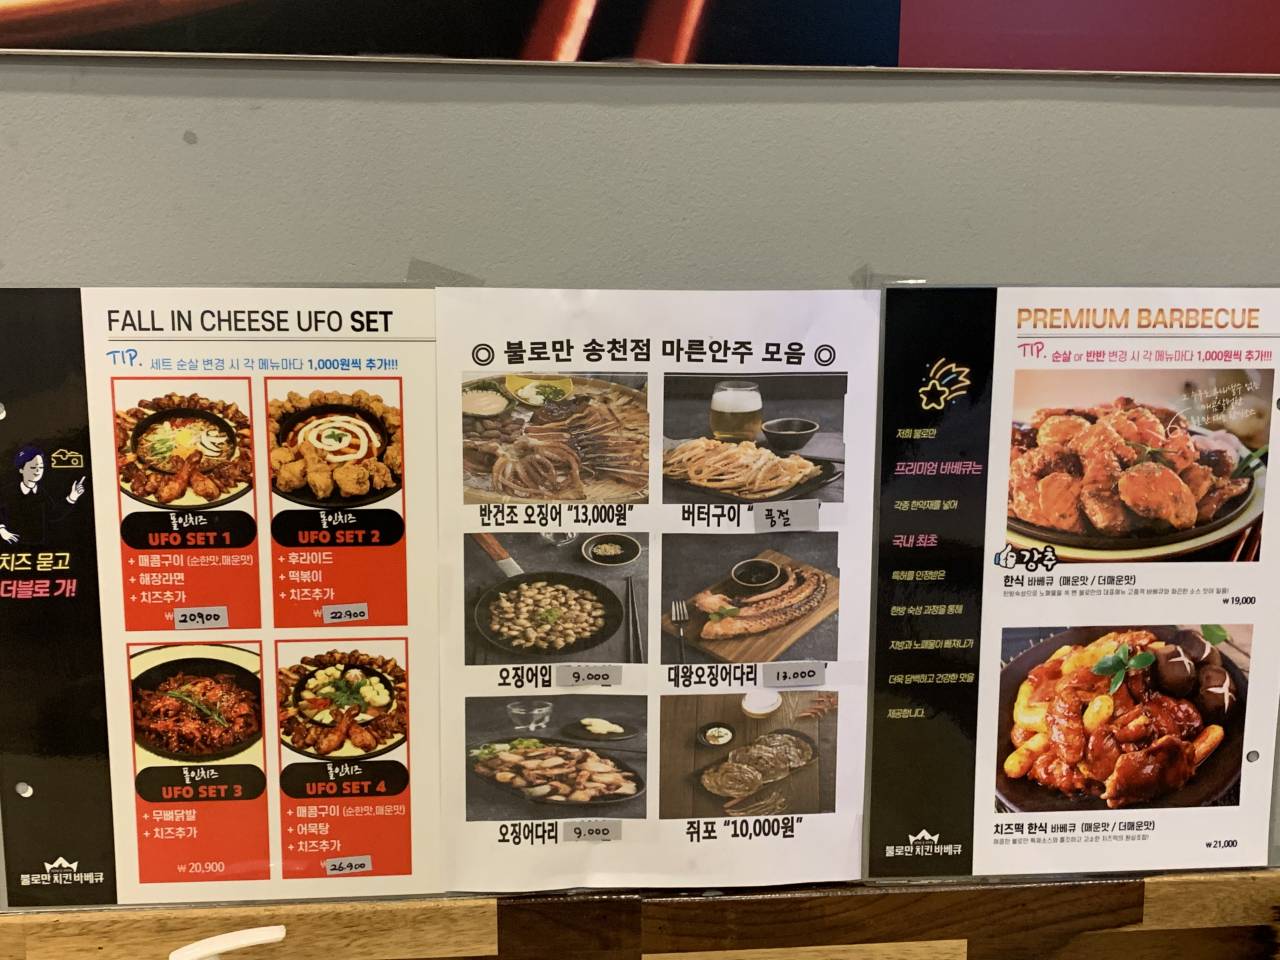 FALL IN CHEESE UFO SET
TIP. 세트 순살 변경 시 각 메뉴마다 1,000원씩 추가!!!
폴인치즈
UFO SET 1
+ 매콤구이 (순한맛,매운맛)
+ 해장라면
+ 치즈추가
₩ 20,900
폴인치즈
UFO SET 2
+ 후라이드
+ 떡볶이
+ 치즈추가
₩ 22,900
폴인치즈
UFO SET 3
+ 무뼈닭발
+ 치즈추가
₩ 20,900
폴인치즈
UFO SET 4
+ 매콤구이 (순한맛,매운맛)
+ 어묵탕
+ 치즈추가
26,900
치즈 묻고
더블로 가!
불로만 치킨 바베큐
◎ 불로만 송천점 마른안주 모음 ◎
반건조 오징어 "13,000원"
버터구이 " 품절 "
오징어입 9.000
대왕오징어다리 13.000
오징어다리 9.000
쥐포 "10,000원"
저희 불로만
프리미엄 바베큐는
각종 한약재를 넣어
국내 최초
특허를 인정받은
한방 숙성 과정을 통해
지방과 노폐물이 빠져나가
더욱 담백하고 건강한 맛을
제공합니다.
불로만 치킨 바베큐
PREMIUM BARBECUE
TIP. 순살 or 반반 변경 시 각 메뉴마다 1,000원씩 추가!!!
강추
한식 바베큐 (매운맛 / 더매운맛)
₩ 19,000
치즈떡 한식 바베큐 (매운맛 / 더매운맛)
₩ 21,000